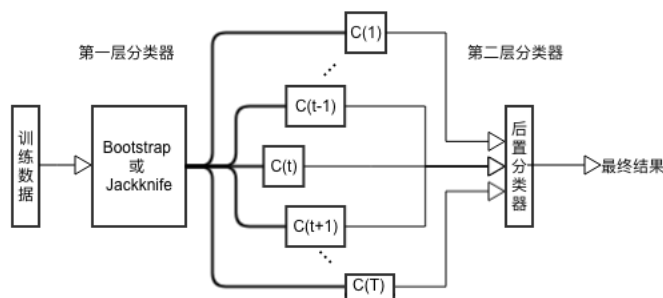 第一层分类器
第二层分类器
C(1)
C(t-1)
训练数据
Bootstrap
或
Jackknife
C(t)
后置分类器
最终结果
C(t+1)
C(T)